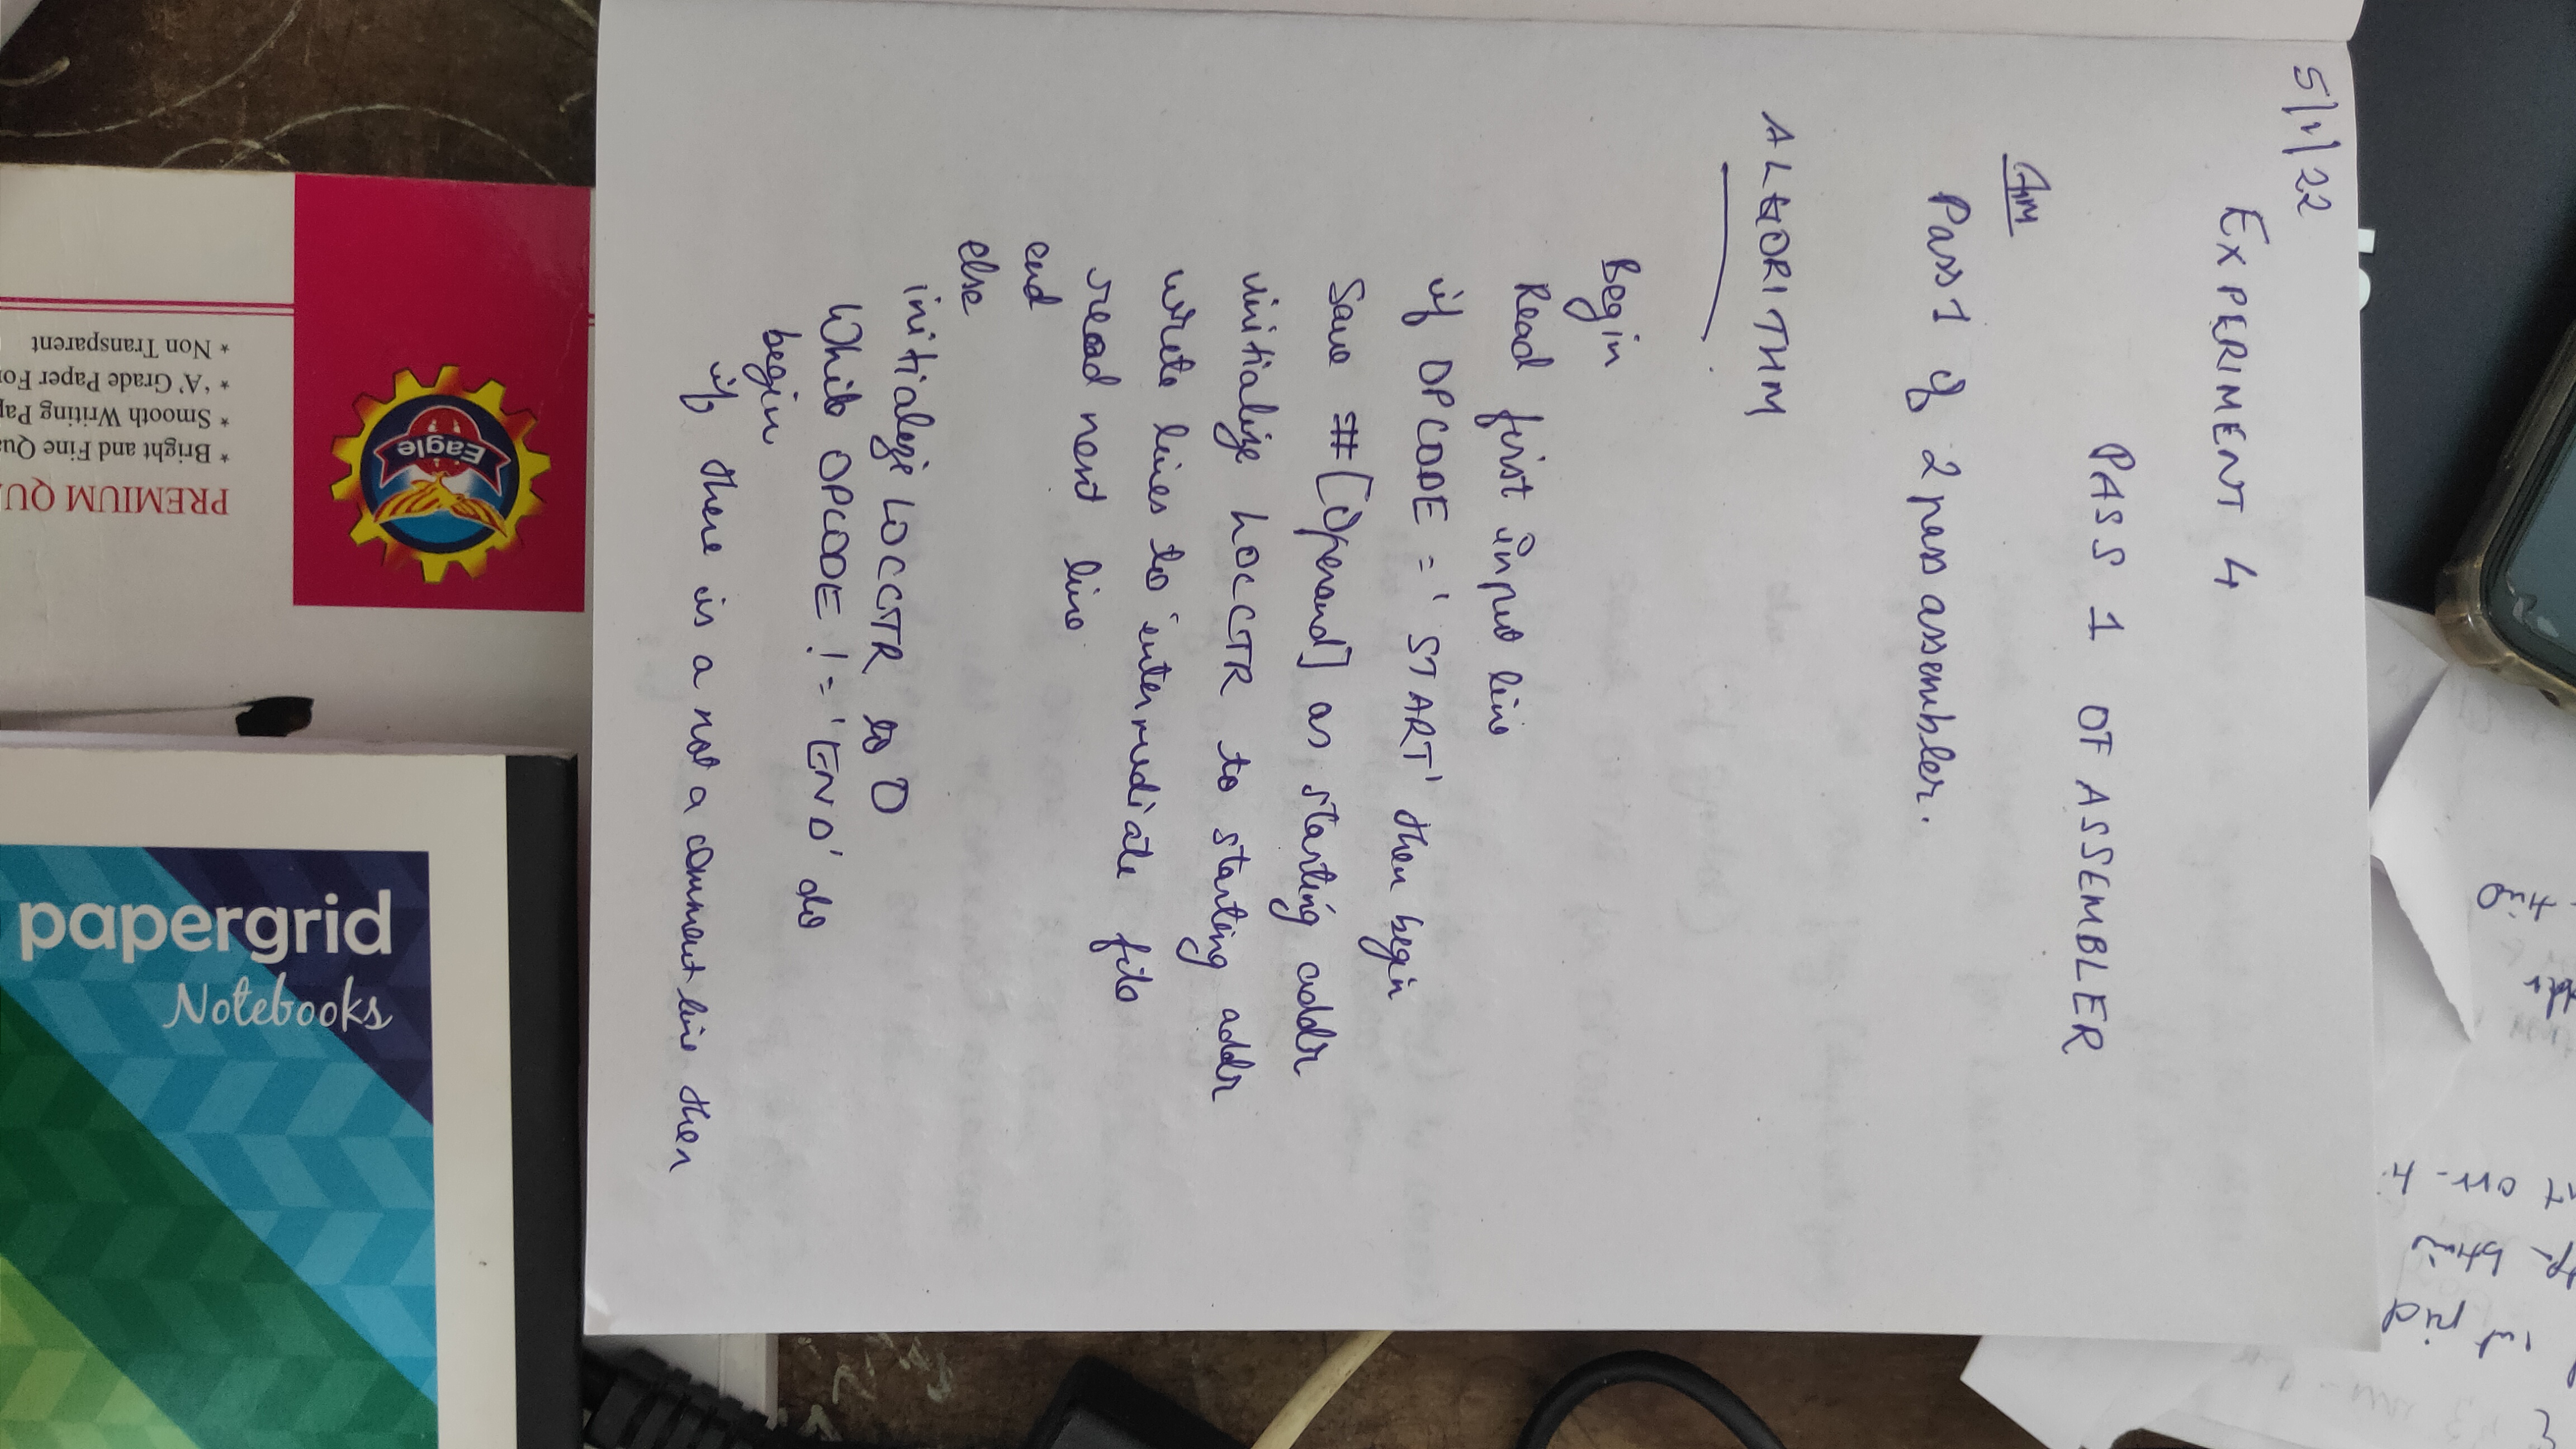 5/1/22
EXPERIMENT 4
PASS 1 OF ASSEMBLER
Aim
Pass 1 of 2 pass assembler.
ALGORITHM
Begin
Read first input line
if OPCODE = 'START' then begin
Save #[Operand] as starting addr
initialize LOCCTR to starting addr
write lines to intermediate file
read next line
end
else
initialize LOCCTR to 0
While OPCODE != 'END' do
begin
if there is a not a comment line then
PREMIUM
* Bright and Fine
* Smooth Writing
* 'A' Grade Paper
* Non Transparent
Eagle
papergrid
Notebooks